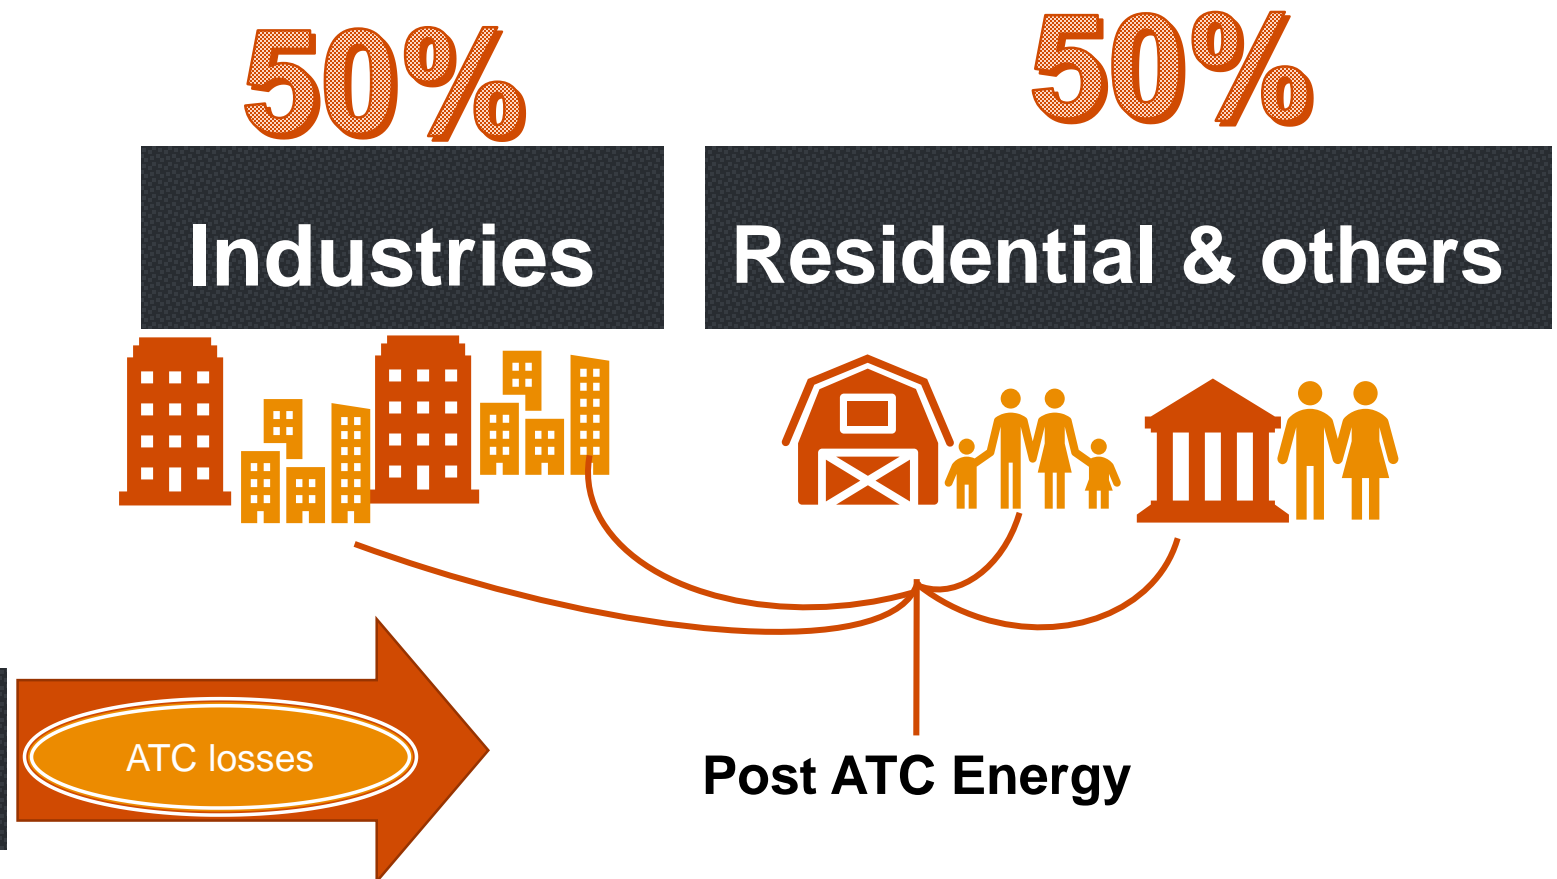 50%
50%
Industries
Residential & others
ATC losses
Post ATC Energy